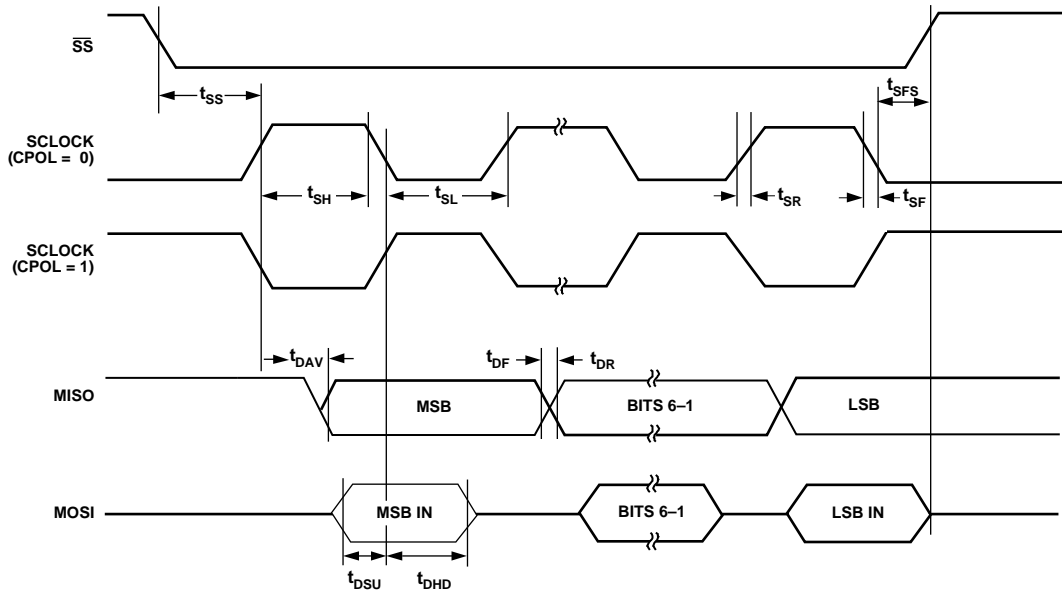 SS
tSS
tSFS
SCLOCK
(CPOL = 0)
tSH
tSL
tSR
tSF
SCLOCK
(CPOL = 1)
tDAV
tDF
tDR
MISO
MSB
BITS 6–1
LSB
MOSI
MSB IN
BITS 6–1
LSB IN
tDSU
tDHD